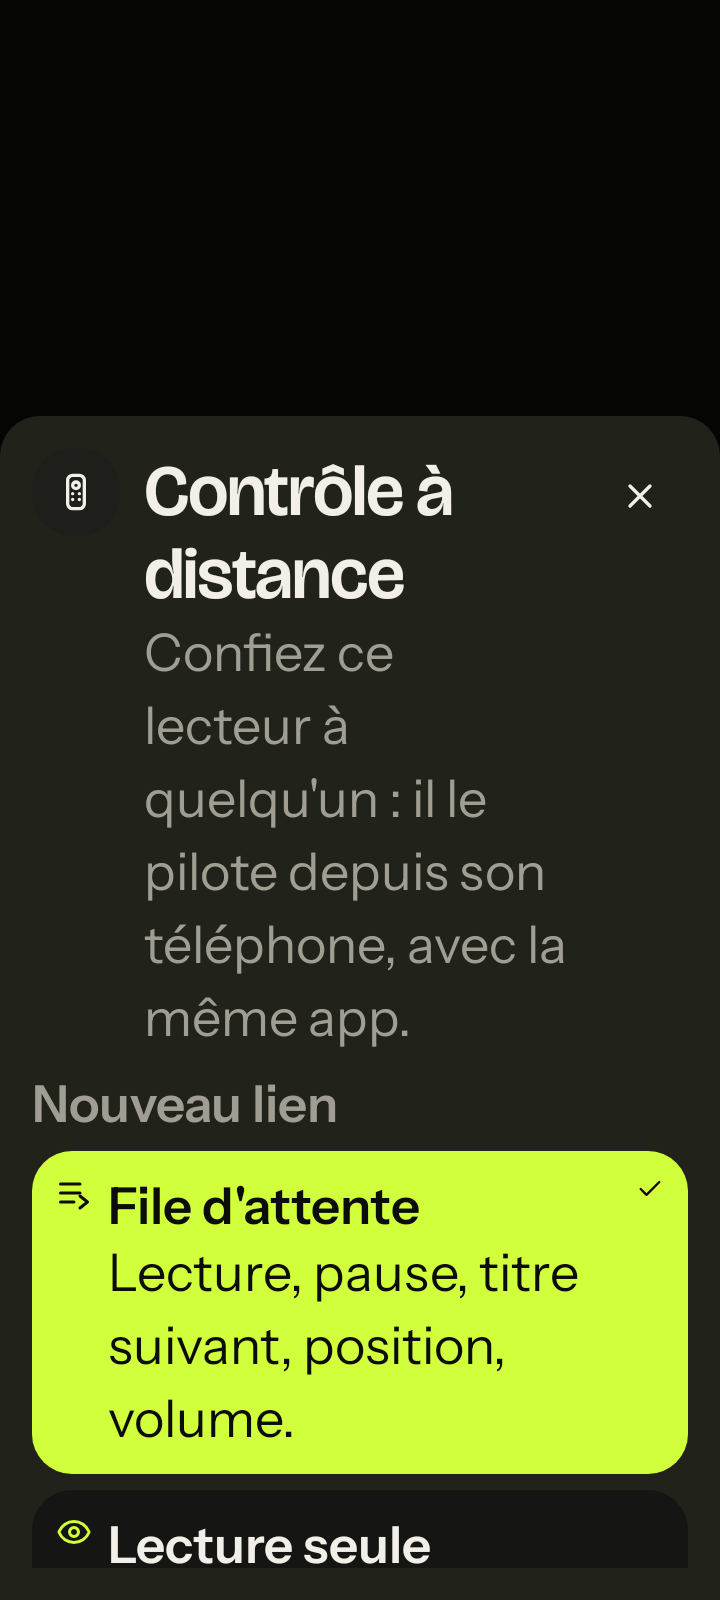 Contrôle à
distance
Confiez ce
lecteur à
quelqu'un : il le
pilote depuis son
téléphone, avec la
même app.
Nouveau lien
File d'attente
Lecture, pause, titre
suivant, position,
volume.
Lecture seule